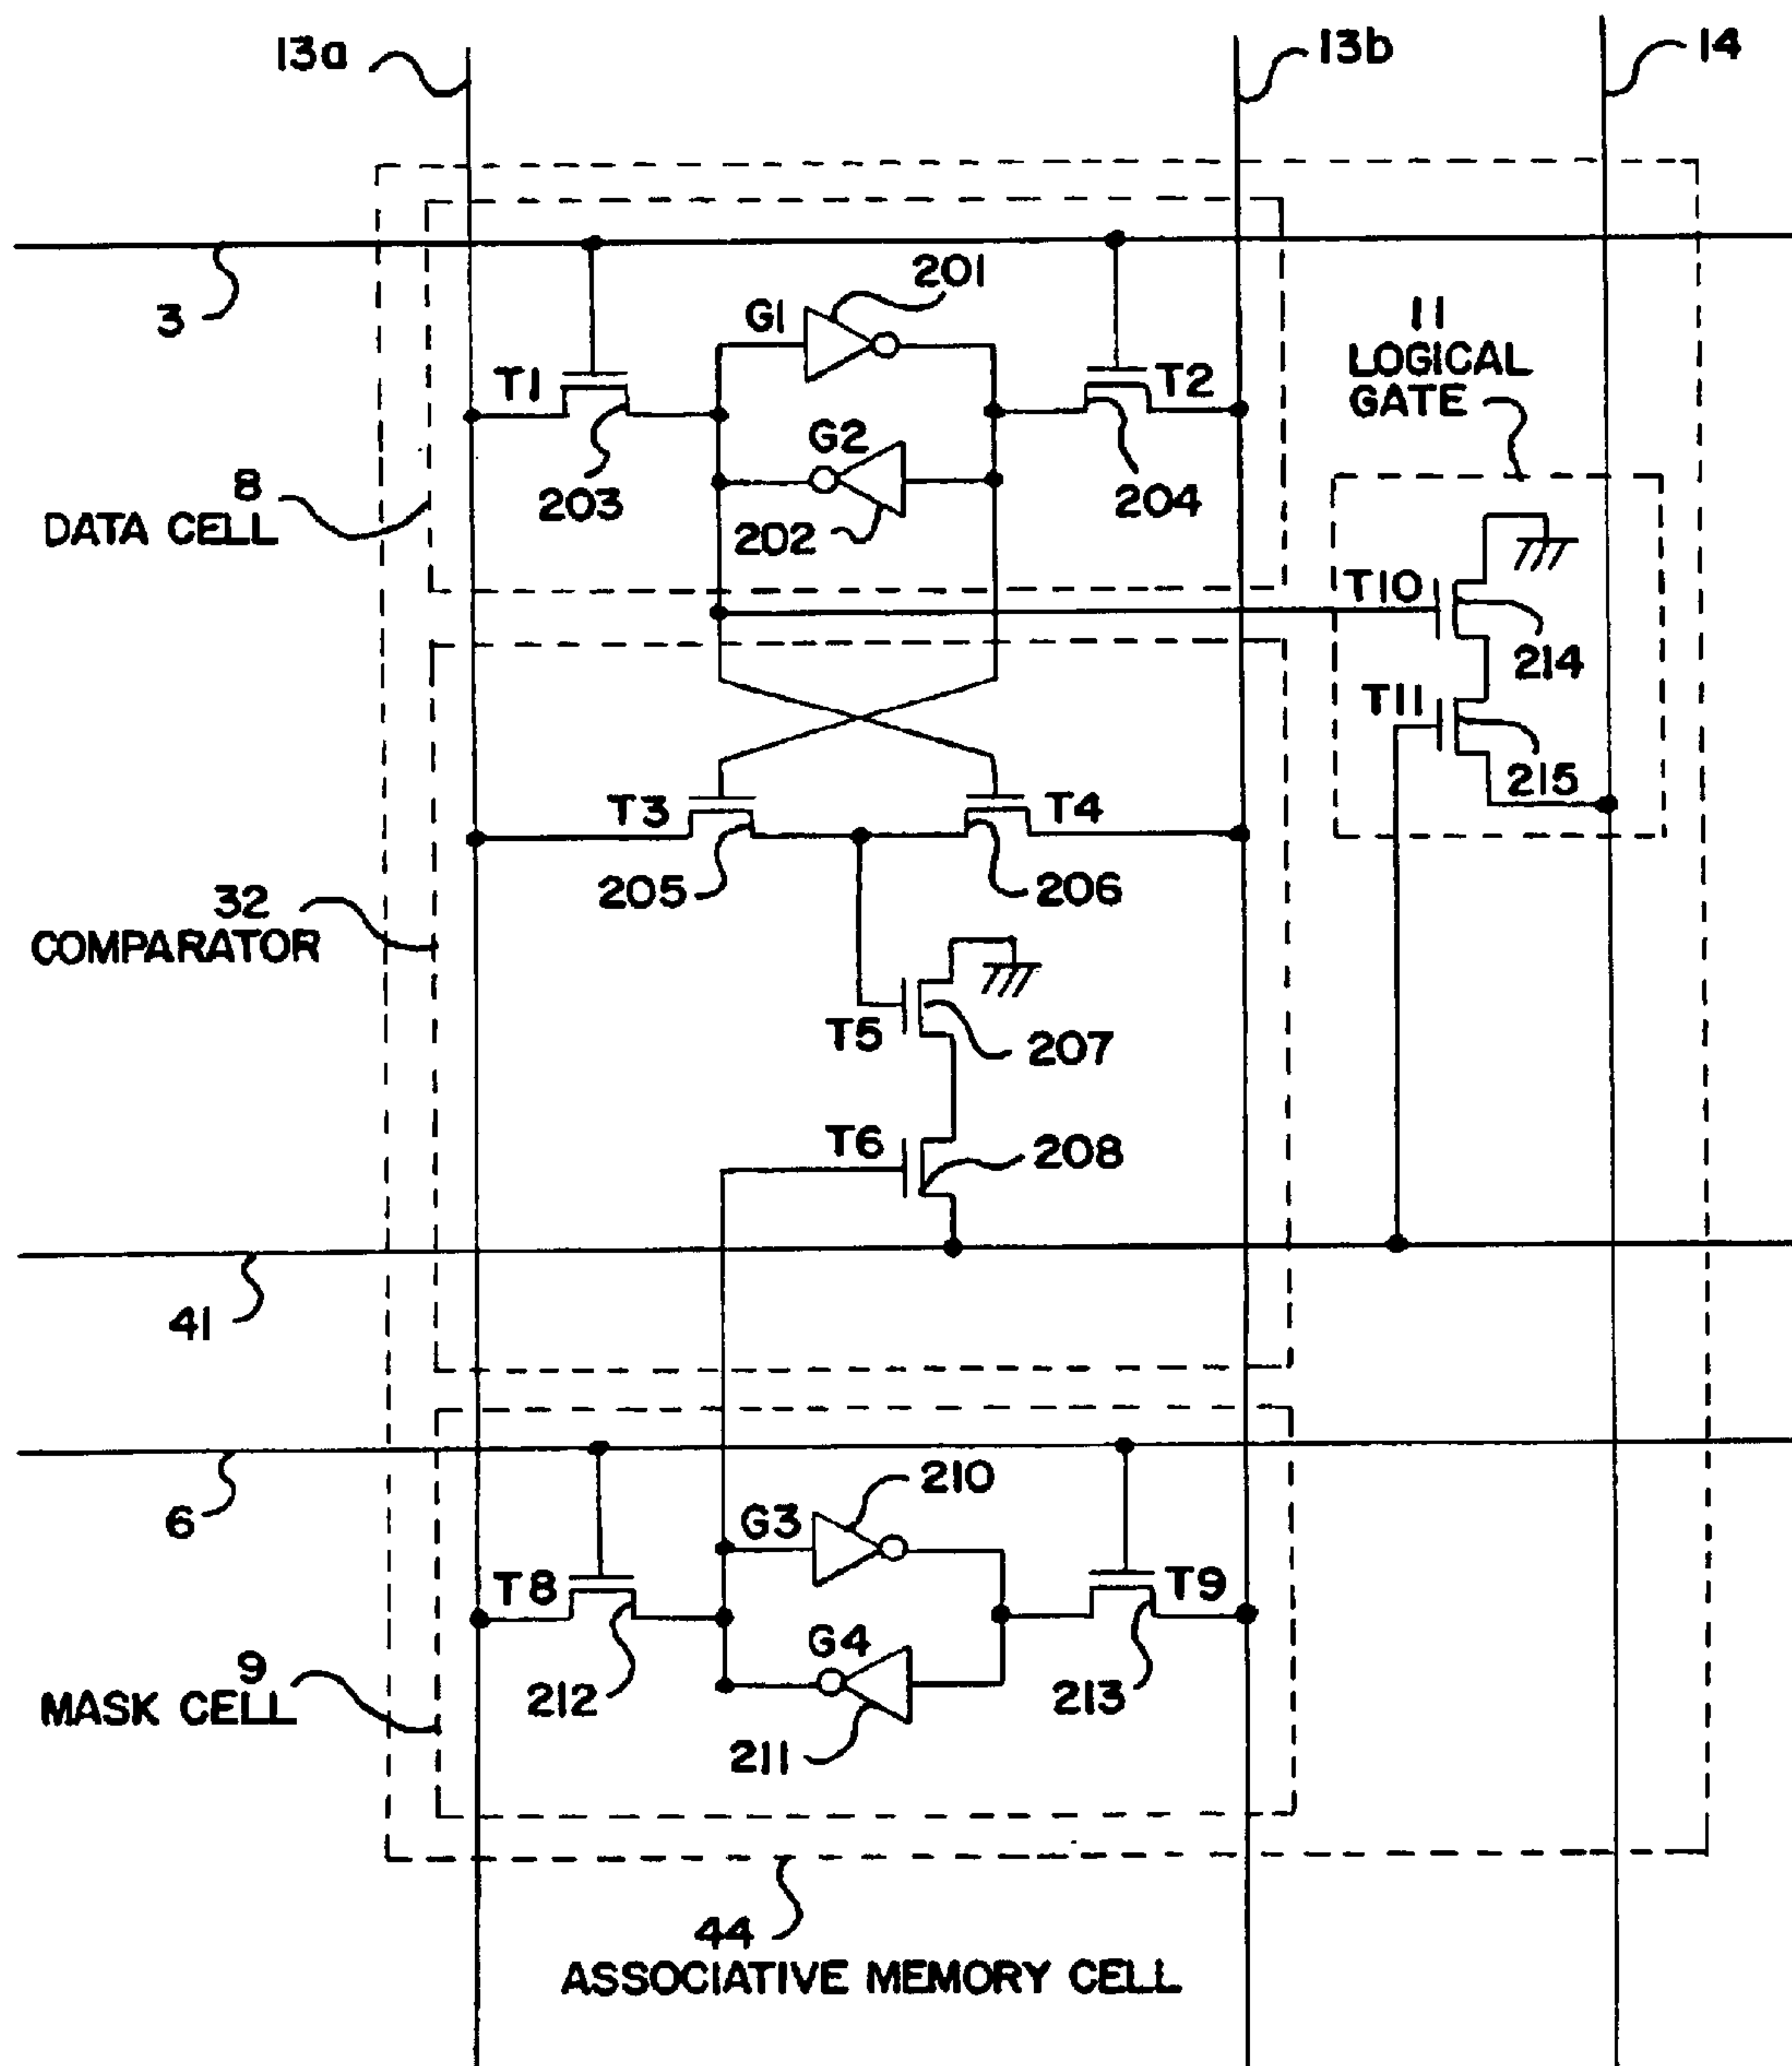 13a
13b
14
3
G1
201
T1
T2
11
LOGICAL
GATE
G2
8
DATA CELL
203
202
204
T10
214
T11
215
T3
T4
205
206
32
COMPARATOR
T5
207
T6
208
41
6
G3
210
T8
T9
G4
9
MASK CELL
212
213
211
44
ASSOCIATIVE MEMORY CELL